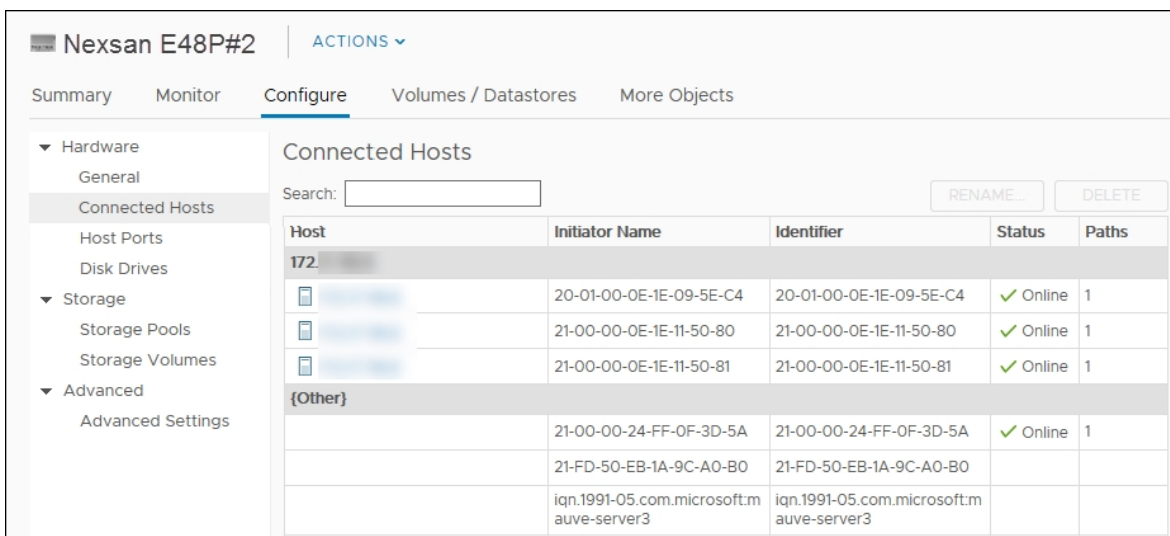 Nexsan E48P#2 ACTIONS
Summary Monitor Configure Volumes / Datastores More Objects
Hardware
General
Connected Hosts
Host Ports
Disk Drives
Storage
Storage Pools
Storage Volumes
Advanced
Advanced Settings
Connected Hosts
Search:
RENAME... DELETE
Host Initiator Name Identifier Status Paths
172.
20-01-00-0E-1E-09-5E-C4 20-01-00-0E-1E-09-5E-C4 Online 1
21-00-00-0E-1E-11-50-80 21-00-00-0E-1E-11-50-80 Online 1
21-00-00-0E-1E-11-50-81 21-00-00-0E-1E-11-50-81 Online 1
{Other}
21-00-00-24-FF-0F-3D-5A 21-00-00-24-FF-0F-3D-5A Online 1
21-FD-50-EB-1A-9C-A0-B0 21-FD-50-EB-1A-9C-A0-B0
iqn.1991-05.com.microsoft:m iqn.1991-05.com.microsoft:m
auve-server3 auve-server3